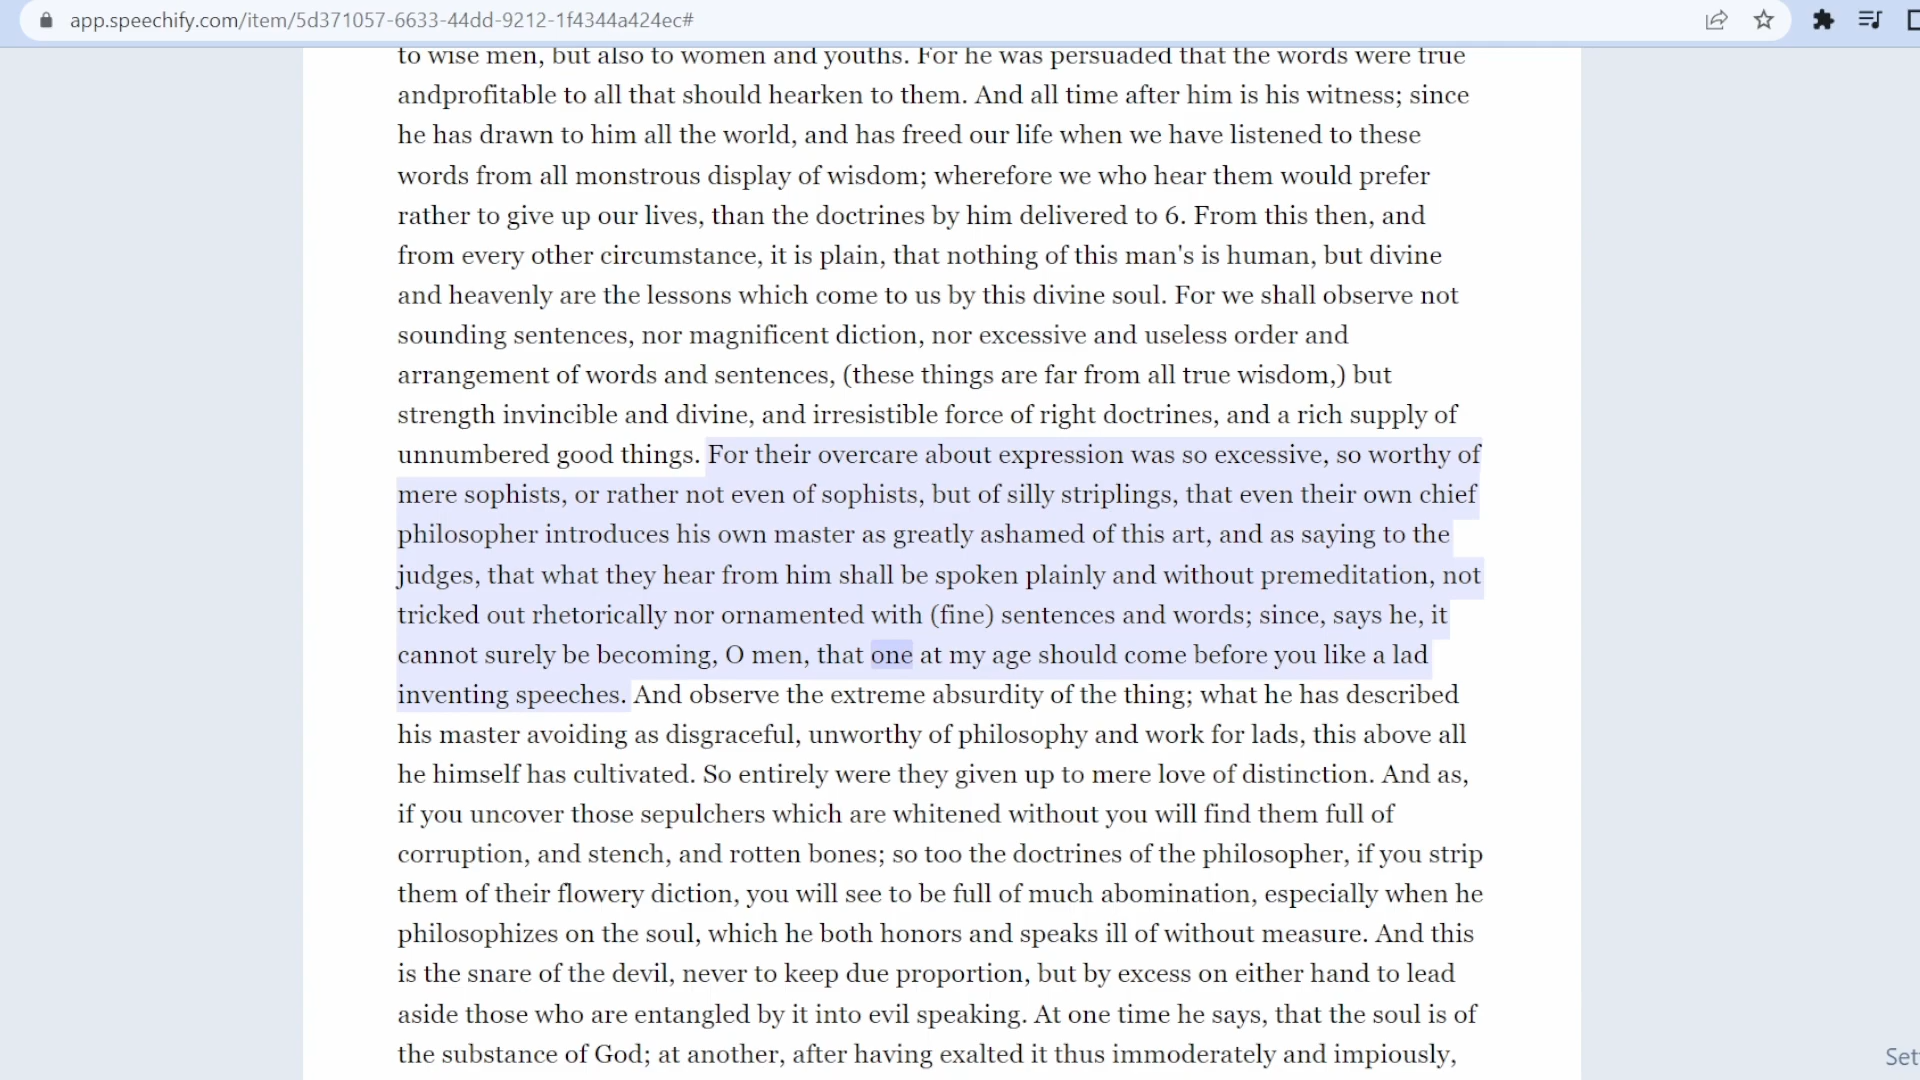 app.speechify.com/item/5d371057-6633-44dd-9212-1f4344a424ec#
to wise men, but also to women and youths. For he was persuaded that the words were true
andprofitable to all that should hearken to them. And all time after him is his witness; since
he has drawn to him all the world, and has freed our life when we have listened to these
words from all monstrous display of wisdom; wherefore we who hear them would prefer
rather to give up our lives, than the doctrines by him delivered to 6. From this then, and
from every other circumstance, it is plain, that nothing of this man's is human, but divine
and heavenly are the lessons which come to us by this divine soul. For we shall observe not
sounding sentences, nor magnificent diction, nor excessive and useless order and
arrangement of words and sentences, (these things are far from all true wisdom,) but
strength invincible and divine, and irresistible force of right doctrines, and a rich supply of
unnumbered good things. For their overcare about expression was so excessive, so worthy of
mere sophists, or rather not even of sophists, but of silly striplings, that even their own chief
philosopher introduces his own master as greatly ashamed of this art, and as saying to the
judges, that what they hear from him shall be spoken plainly and without premeditation, not
tricked out rhetorically nor ornamented with (fine) sentences and words; since, says he, it
cannot surely be becoming, O men, that one at my age should come before you like a lad
inventing speeches. And observe the extreme absurdity of the thing; what he has described
his master avoiding as disgraceful, unworthy of philosophy and work for lads, this above all
he himself has cultivated. So entirely were they given up to mere love of distinction. And as,
if you uncover those sepulchers which are whitened without you will find them full of
corruption, and stench, and rotten bones; so too the doctrines of the philosopher, if you strip
them of their flowery diction, you will see to be full of much abomination, especially when he
philosophizes on the soul, which he both honors and speaks ill of without measure. And this
is the snare of the devil, never to keep due proportion, but by excess on either hand to lead
aside those who are entangled by it into evil speaking. At one time he says, that the soul is of
the substance of God; at another, after having exalted it thus immoderately and impiously,
Set